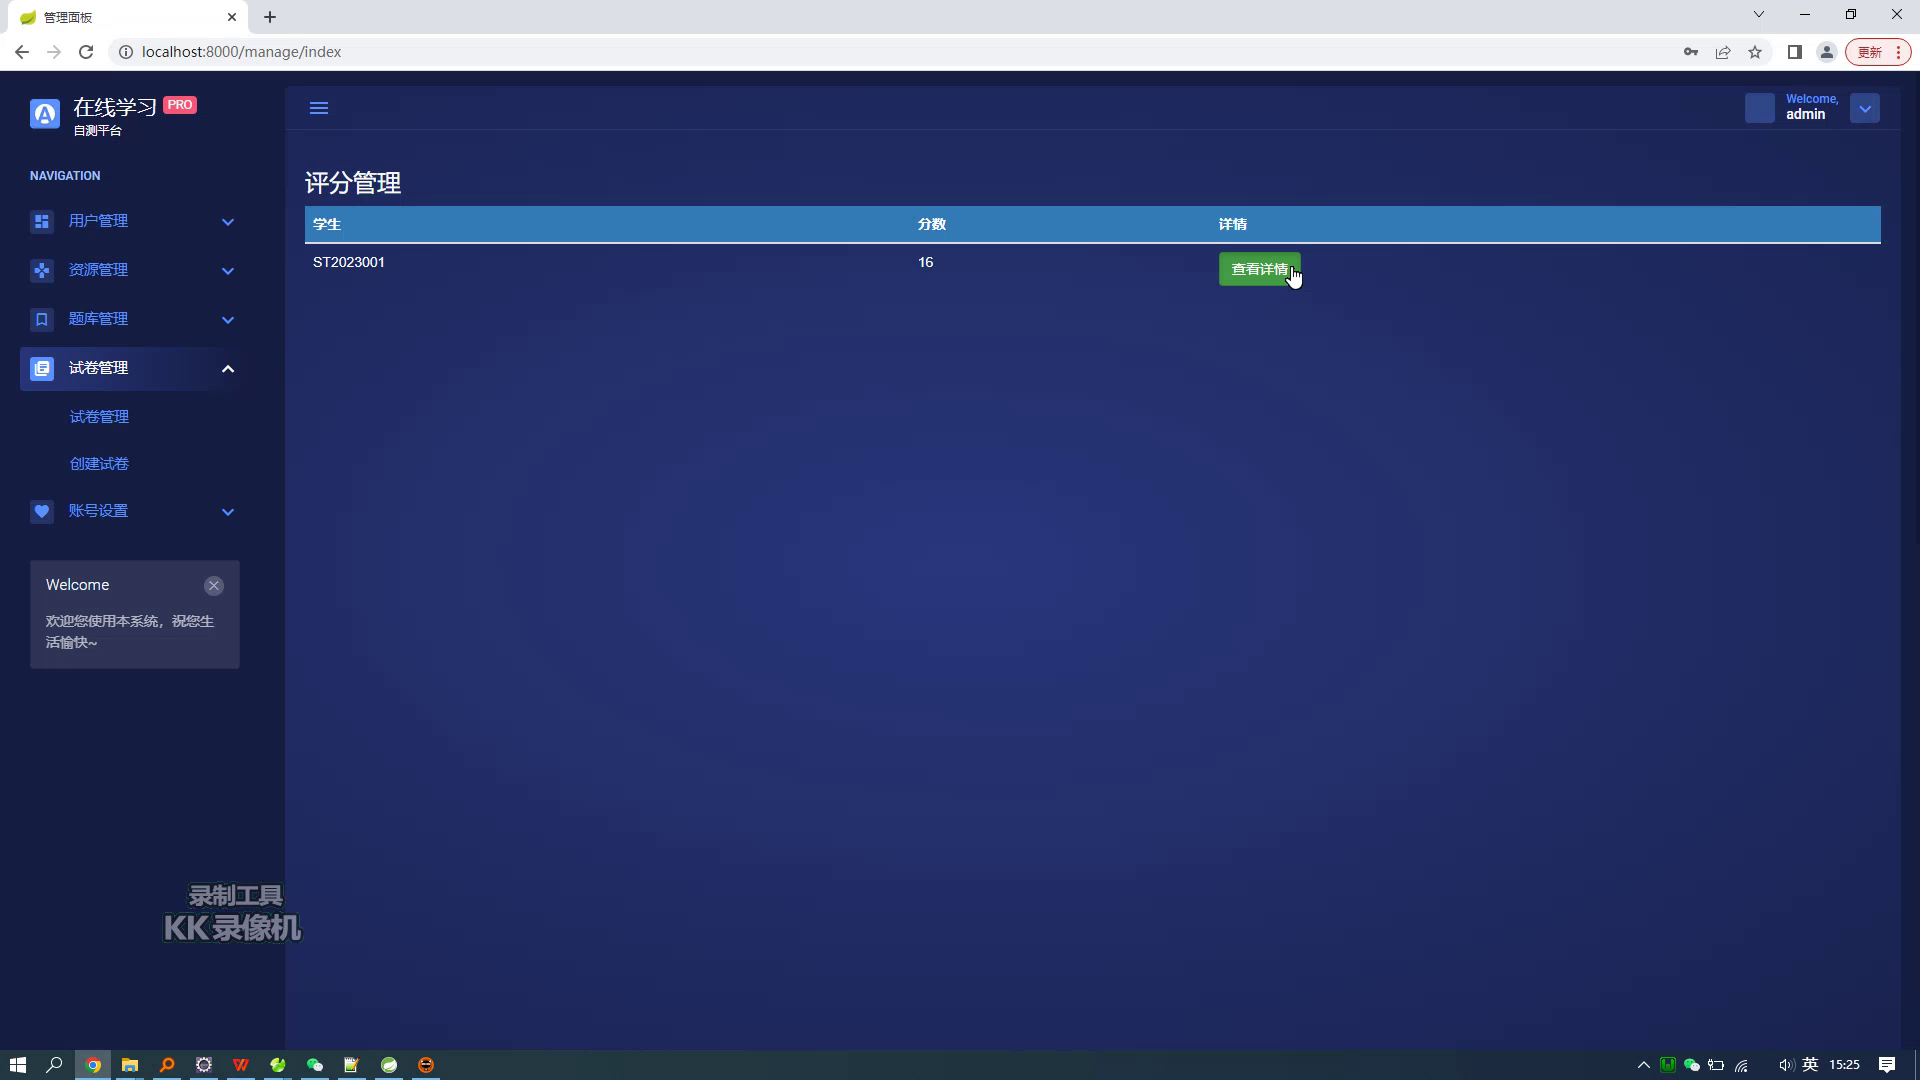 管理面板
localhost:8000/manage/index
更新
在线学习 PRO
自测平台
Welcome,
admin
NAVIGATION
用户管理
资源管理
题库管理
试卷管理
试卷管理
创建试卷
账号设置
Welcome
欢迎您使用本系统，祝您生
活愉快~
评分管理
学生 分数 详情
ST2023001 16 查看详情
录制工具
KK录像机
英 15:25